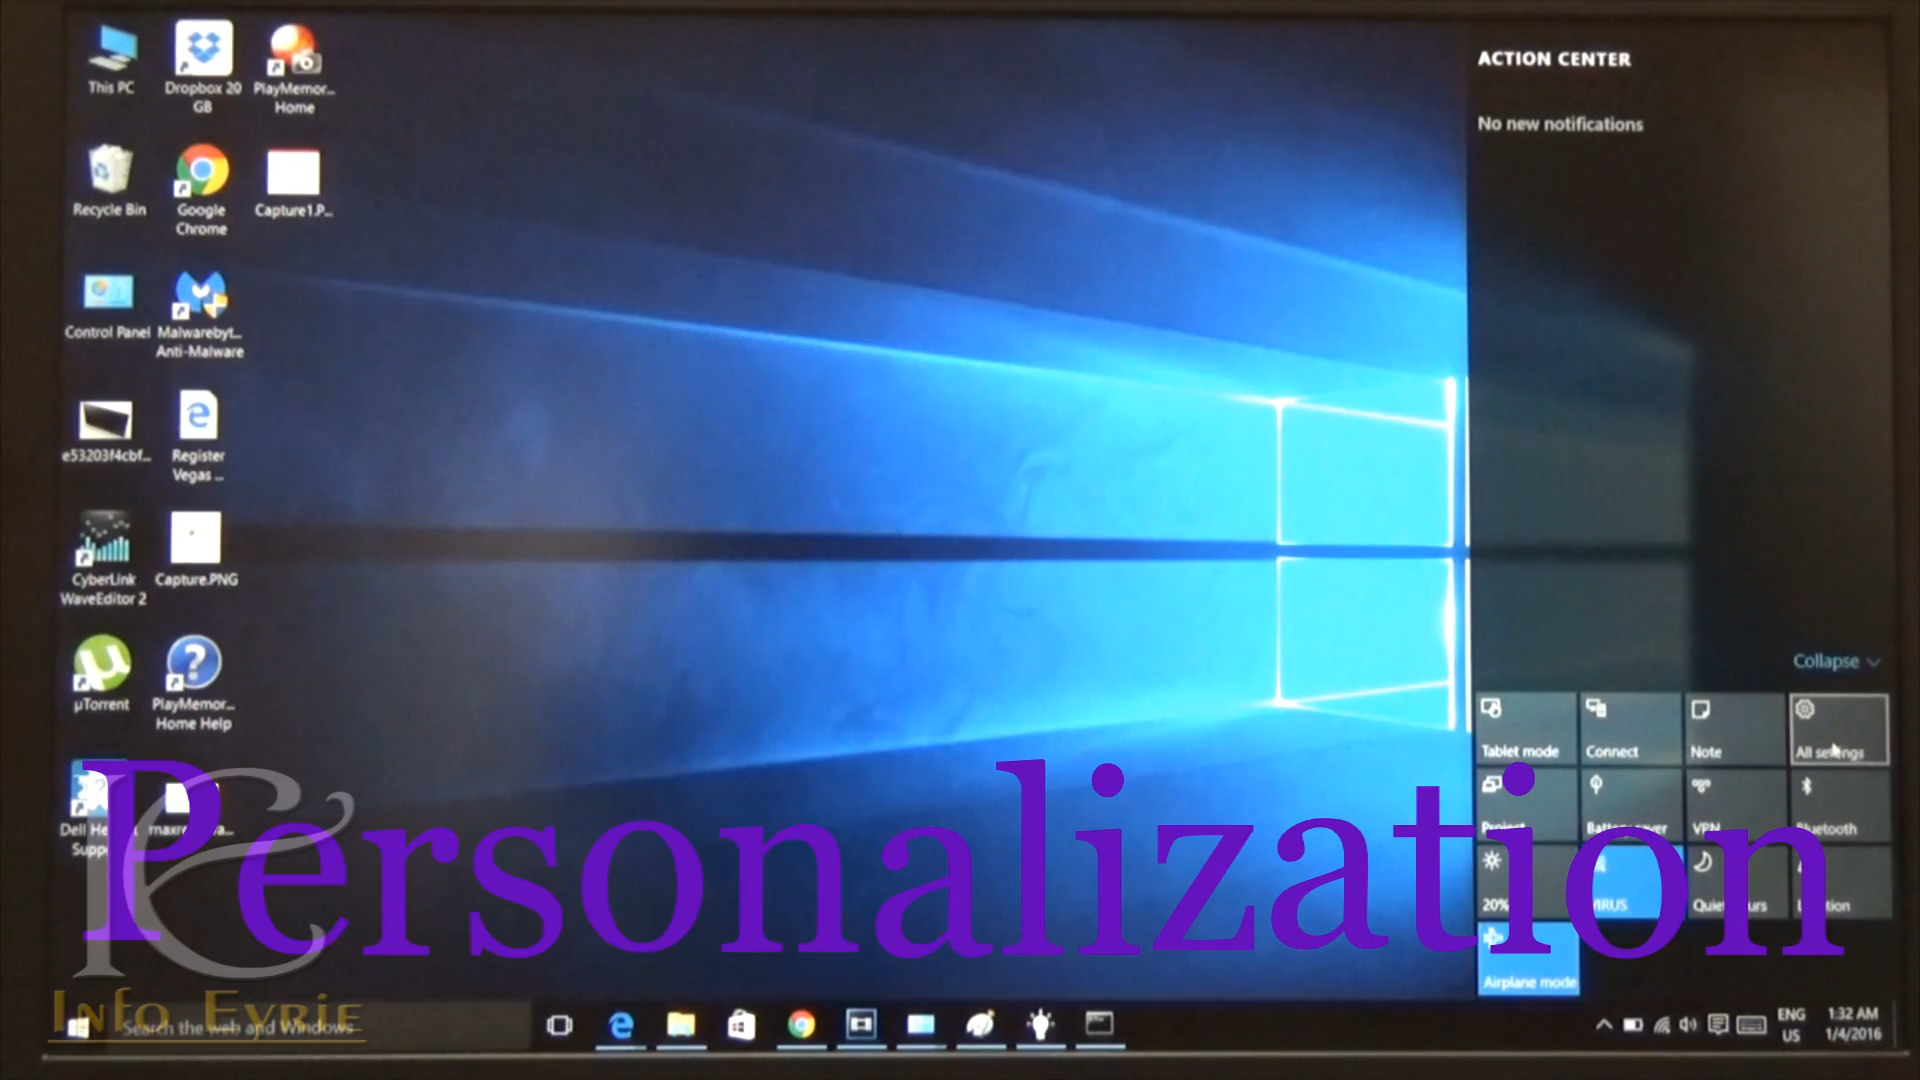 This PC
Dropbox 20
GB
PlayMemor...
Home
Recycle Bin
Google
Chrome
Capture1.P...
Control Panel
Malwarebyt...
Anti-Malware
e53203f4cbf...
Register
Vegas ...
CyberLink
WaveEditor 2
Capture.PNG
µTorrent
PlayMemor...
Home Help
Dell
ACTION CENTER
No new notifications
Collapse
Tablet mode
Connect
Note
All settings
Project
Battery saver
VPN
Bluetooth
20%
VIRUS
Quiet hours
Location
Airplane mode
Personalization
Info Eyrie
Search the web and Windows
ENG
US
1:32 AM
1/4/2016